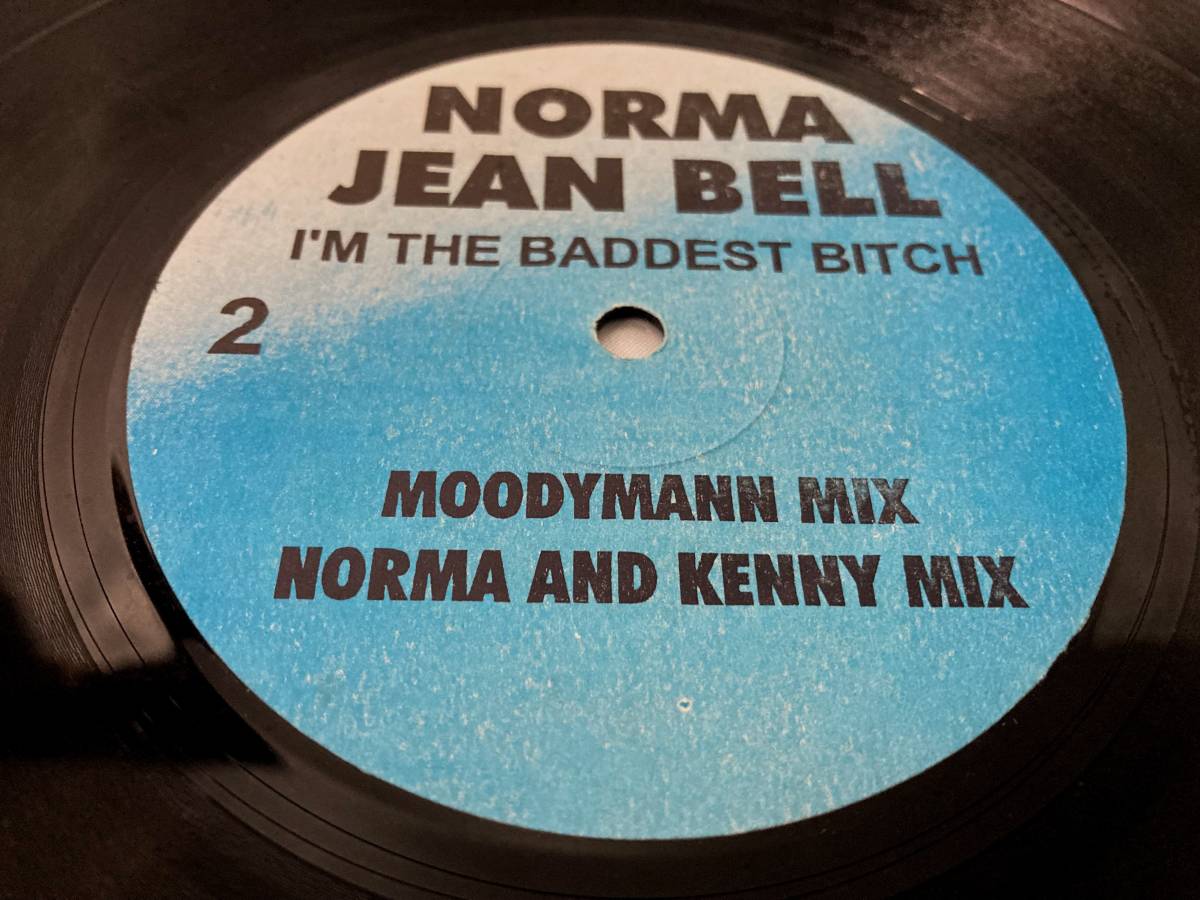 NORMA
JEAN BELL
I'M THE BADDEST BITCH
2
MOODYMANN MIX
NORMA AND KENNY MIX